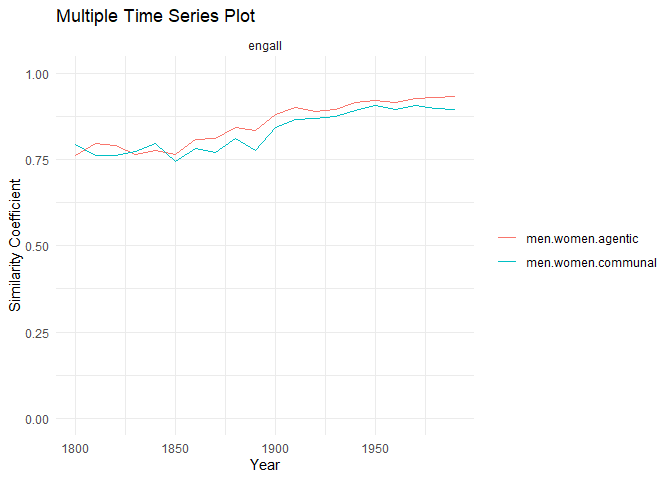 Multiple Time Series Plot
engall
1.00
0.75
0.50
0.25
0.00
Similarity Coefficient
1800
1850
1900
1950
Year
men.women.agentic
men.women.communal